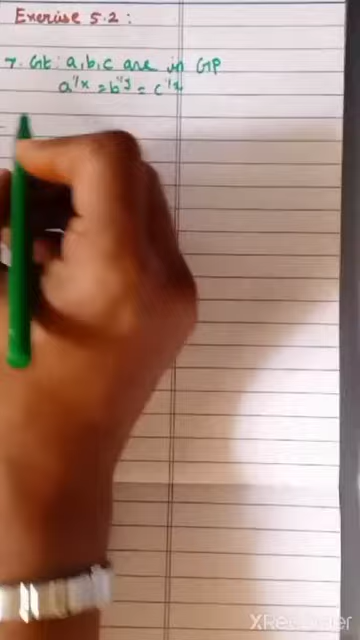 Exercise 5.2:
7. Gt: a,b,c are in GP
a^1/x = b^1/y = c^1/z
XRecorder